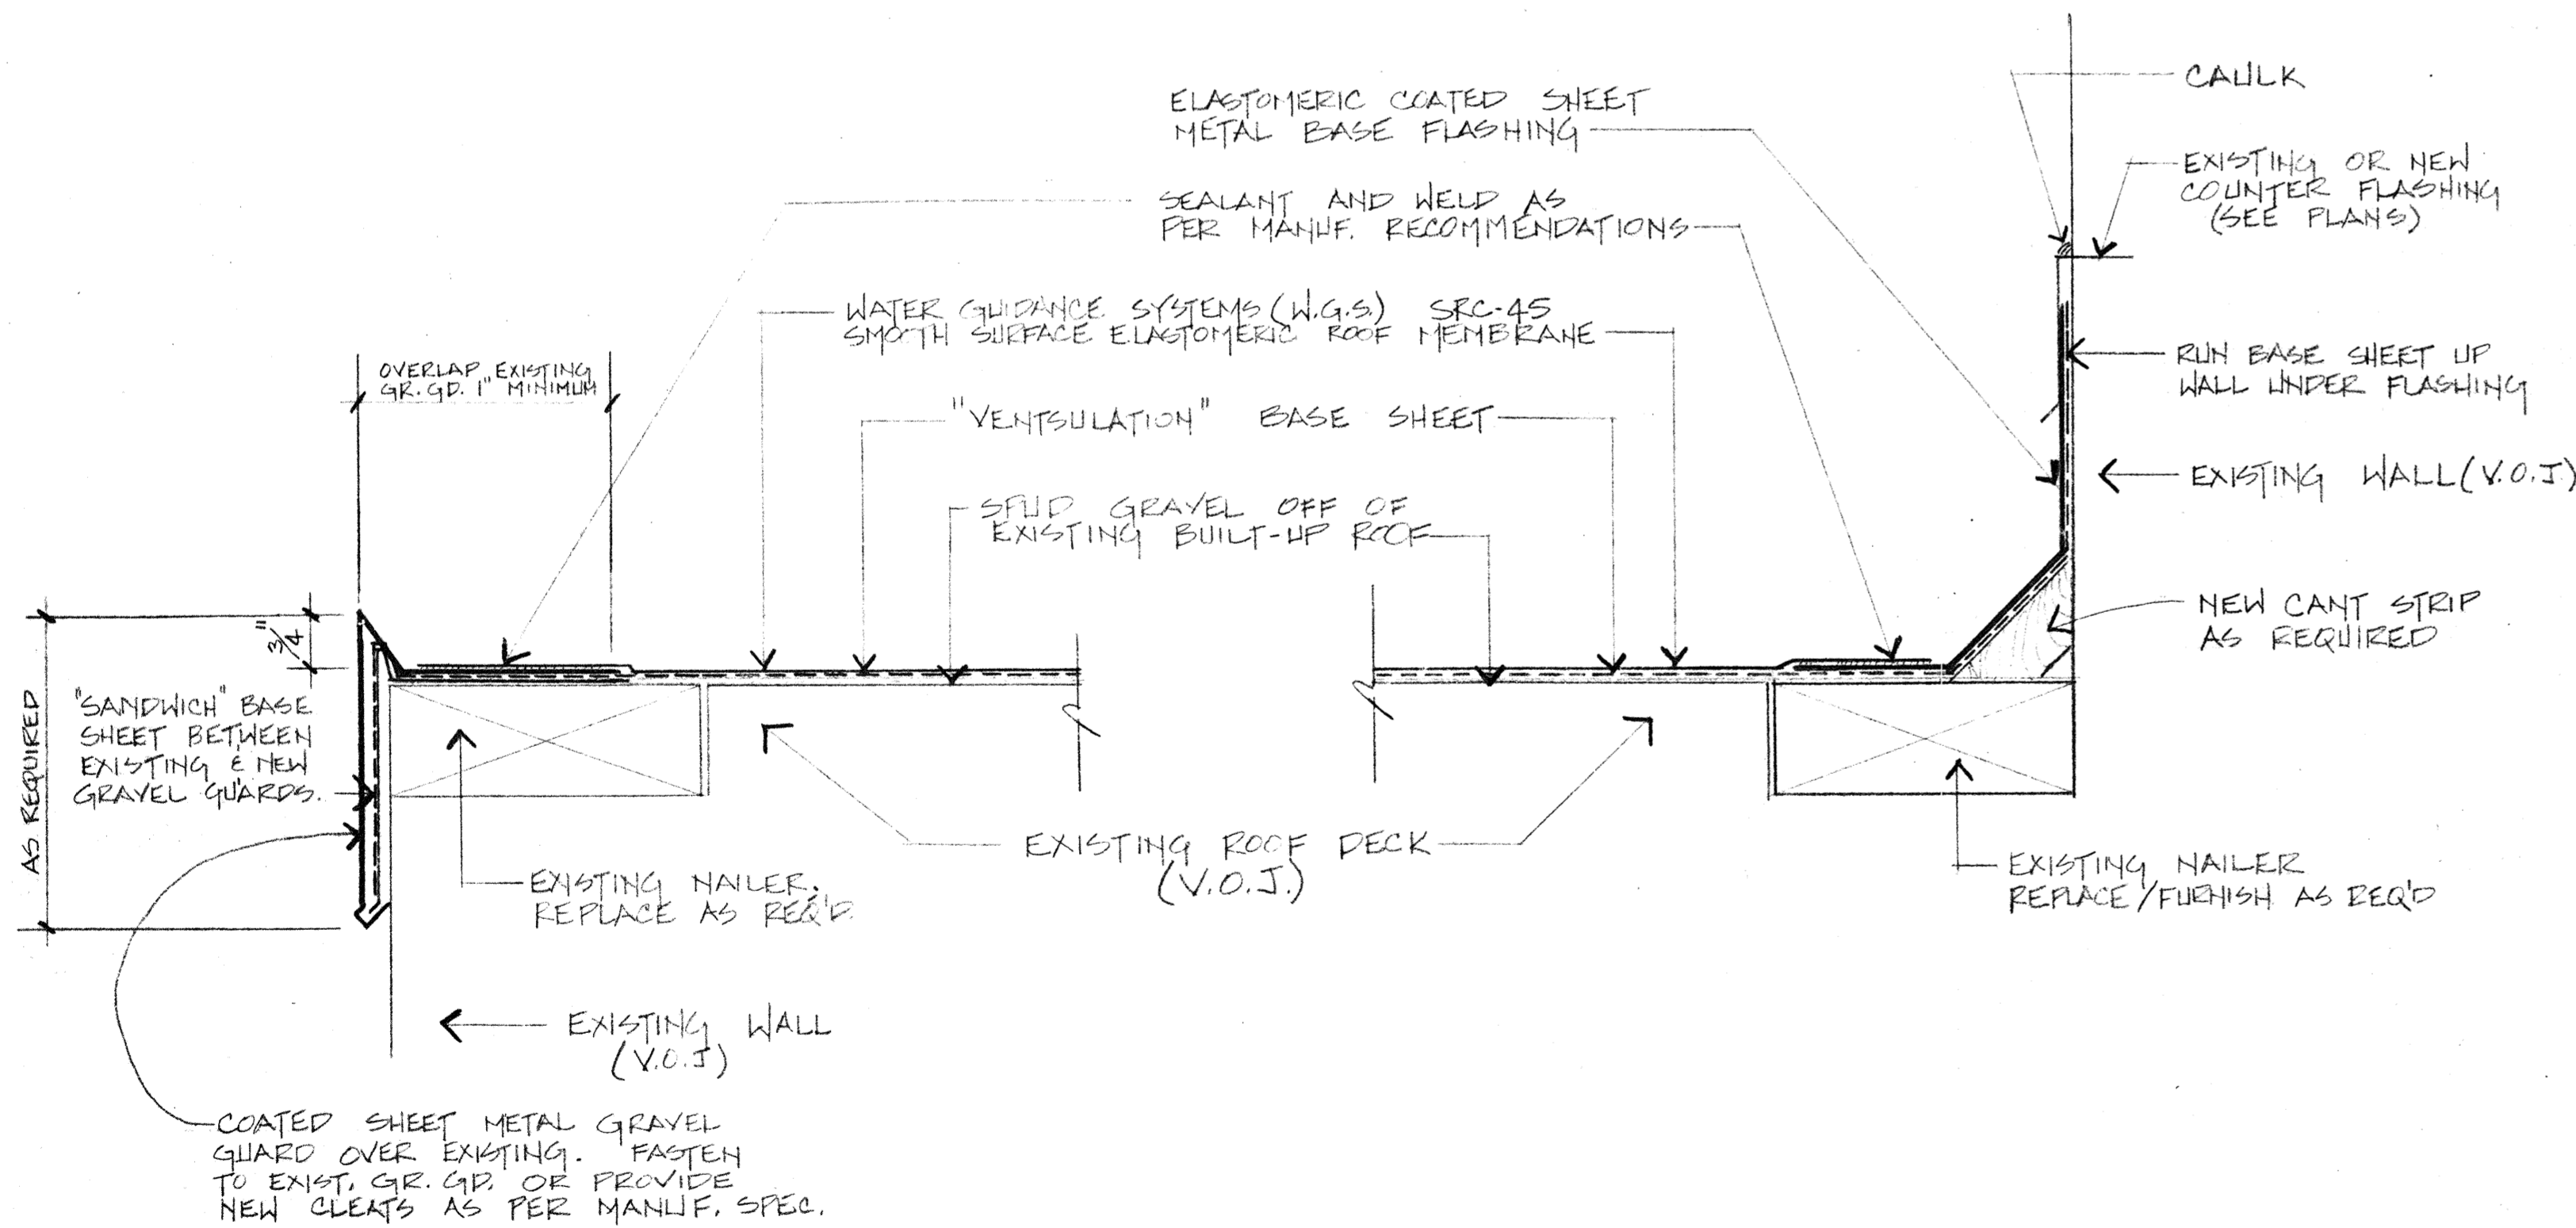 CAULK
ELASTOMERIC COATED SHEET
METAL BASE FLASHING
EXISTING OR NEW
COUNTER FLASHING
(SEE PLANS)
SEALANT AND WELD AS
PER MANUF. RECOMMENDATIONS
WATER GUIDANCE SYSTEMS (W.G.S.) SRC-45
SMOOTH SURFACE ELASTOMERIC ROOF MEMBRANE
RUN BASE SHEET UP
WALL UNDER FLASHING
OVERLAP EXISTING
GR. GD. 1" MINIMUM
"VENTSULATION" BASE SHEET
EXISTING WALL (V.O.J.)
SPUD GRAVEL OFF OF
EXISTING BUILT-UP ROOF
NEW CANT STRIP
AS REQUIRED
3/4"
AS REQUIRED
"SANDWICH" BASE
SHEET BETWEEN
EXISTING & NEW
GRAVEL GUARDS.
EXISTING ROOF DECK
(V.O.J.)
EXISTING NAILER.
REPLACE AS REQ'D.
EXISTING NAILER
REPLACE/FURNISH AS REQ'D
EXISTING WALL
(V.O.J)
COATED SHEET METAL GRAVEL
GUARD OVER EXISTING. FASTEN
TO EXIST. GR. GD. OR PROVIDE
NEW CLEATS AS PER MANUF. SPEC.